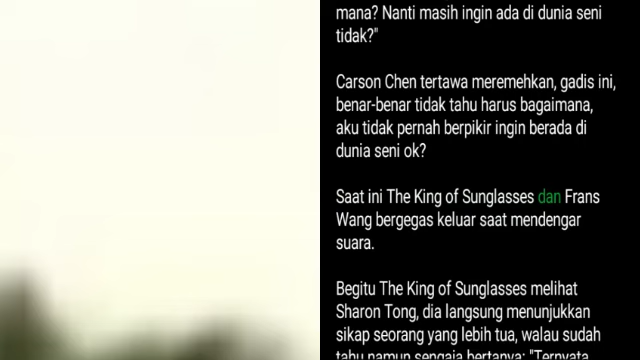 mana? Nanti masih ingin ada di dunia seni
tidak?"
Carson Chen tertawa meremehkan, gadis ini,
benar-benar tidak tahu harus bagaimana,
aku tidak pernah berpikir ingin berada di
dunia seni ok?
Saat ini The King of Sunglasses dan Frans
Wang bergegas keluar saat mendengar
suara.
Begitu The King of Sunglasses melihat
Sharon Tong, dia langsung menunjukkan
sikap seorang yang lebih tua, walau sudah
tahu namun sengaja bertanya: "Ternyata